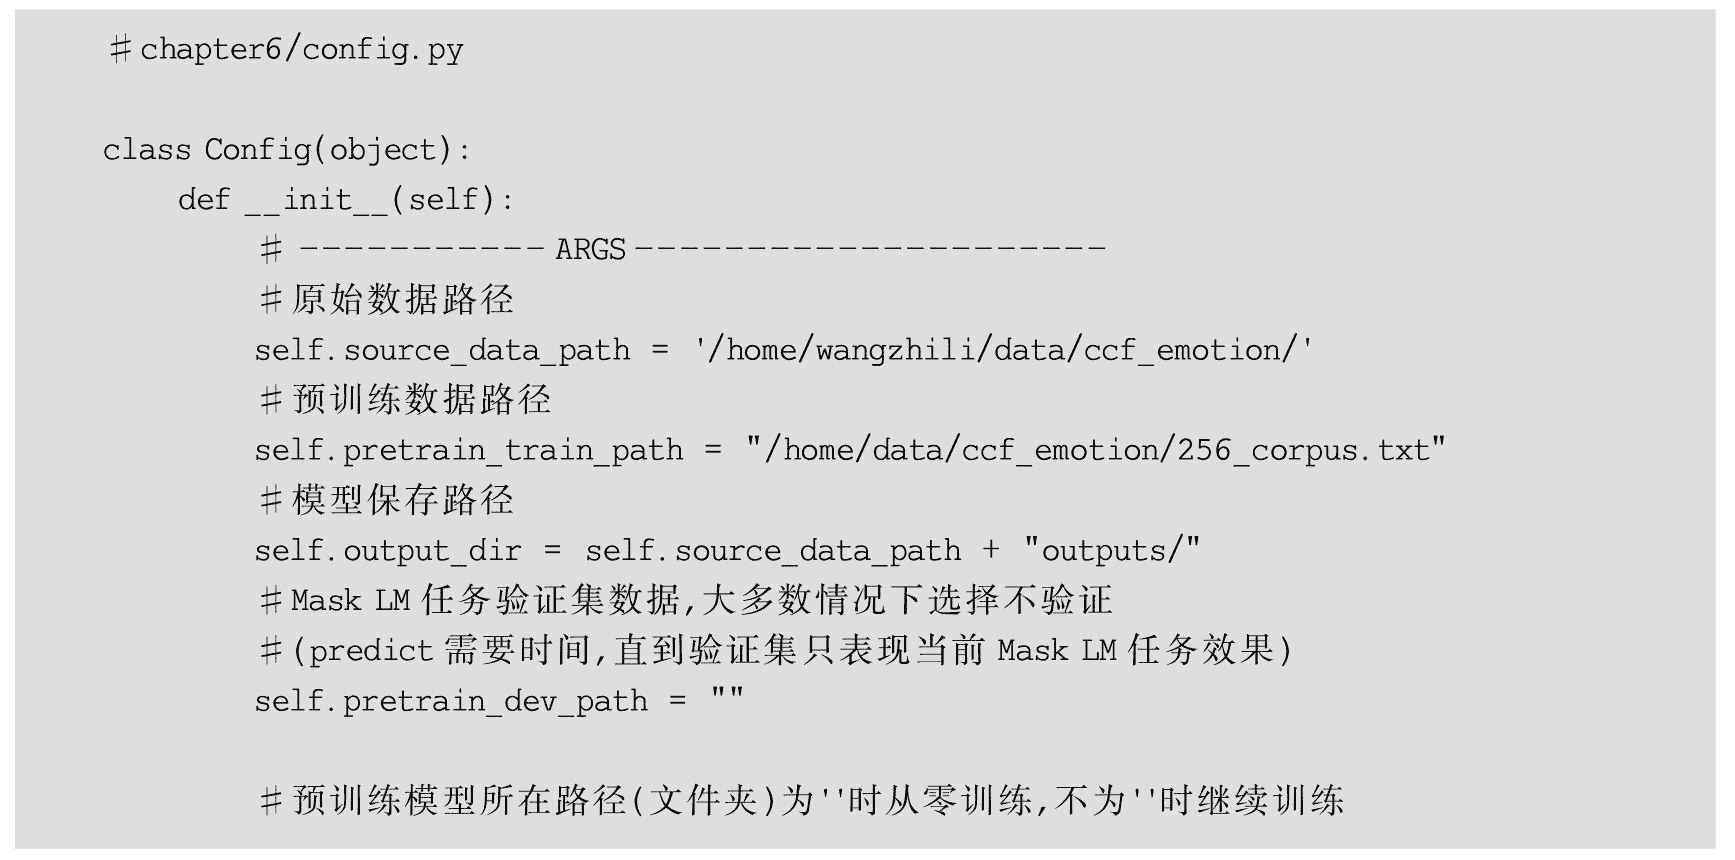 #chapter6/config.py
class Config(object):
def __init__(self):
# ----------- ARGS ---------------------
#原始数据路径
self.source_data_path = '/home/wangzhili/data/ccf_emotion/'
#预训练数据路径
self.pretrain_train_path = "/home/data/ccf_emotion/256_corpus.txt"
#模型保存路径
self.output_dir = self.source_data_path + "outputs/"
#Mask LM 任务验证集数据,大多数情况下选择不验证
#(predict 需要时间,直到验证集只表现当前 Mask LM 任务效果)
self.pretrain_dev_path = ""
#预训练模型所在路径(文件夹)为''时从零训练,不为''时继续训练